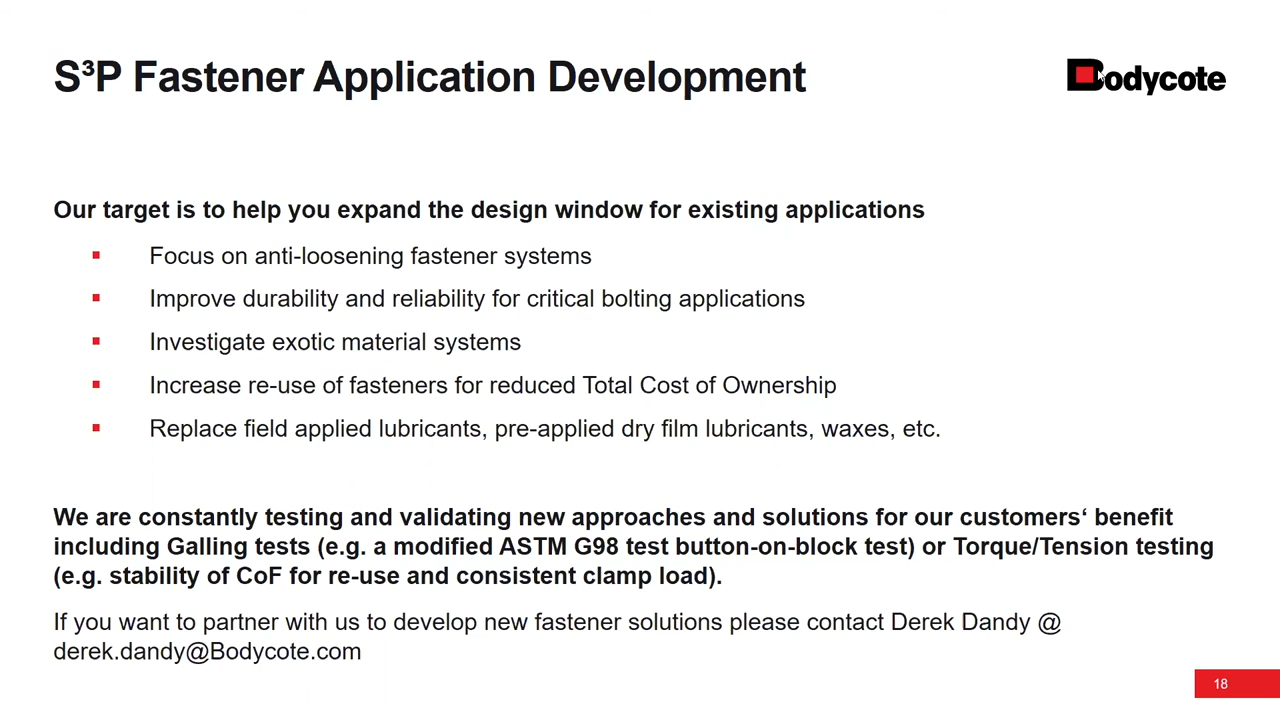 S³P Fastener Application Development
Bodycote
Our target is to help you expand the design window for existing applications
▪ Focus on anti-loosening fastener systems
▪ Improve durability and reliability for critical bolting applications
▪ Investigate exotic material systems
▪ Increase re-use of fasteners for reduced Total Cost of Ownership
▪ Replace field applied lubricants, pre-applied dry film lubricants, waxes, etc.
We are constantly testing and validating new approaches and solutions for our customers‘ benefit
including Galling tests (e.g. a modified ASTM G98 test button-on-block test) or Torque/Tension testing
(e.g. stability of CoF for re-use and consistent clamp load).
If you want to partner with us to develop new fastener solutions please contact Derek Dandy @
derek.dandy@Bodycote.com
18